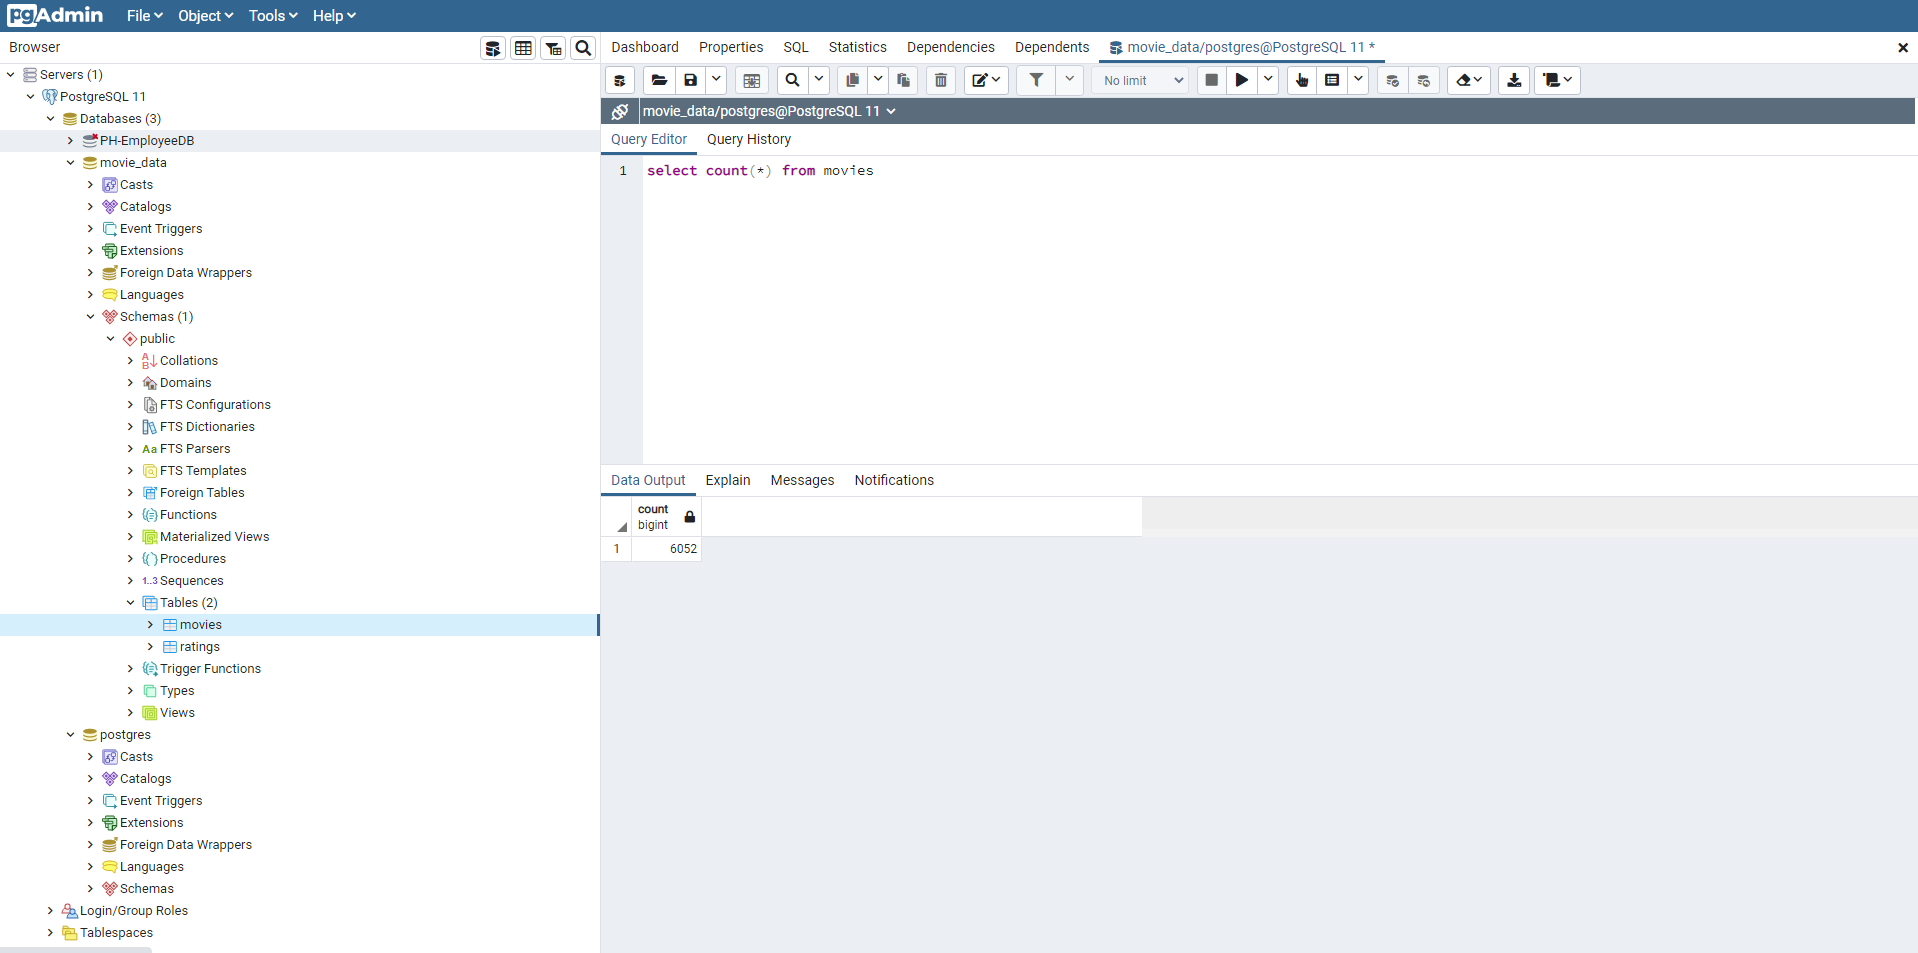 pgAdmin File Object Tools Help
Browser
Servers (1)
PostgreSQL 11
Databases (3)
PH-EmployeeDB
movie_data
Casts
Catalogs
Event Triggers
Extensions
Foreign Data Wrappers
Languages
Schemas (1)
public
Collations
Domains
FTS Configurations
FTS Dictionaries
Aa FTS Parsers
FTS Templates
Foreign Tables
Functions
Materialized Views
Procedures
1..3 Sequences
Tables (2)
movies
ratings
Trigger Functions
Types
Views
postgres
Casts
Catalogs
Event Triggers
Extensions
Foreign Data Wrappers
Languages
Schemas
Login/Group Roles
Tablespaces
Dashboard Properties SQL Statistics Dependencies Dependents movie_data/postgres@PostgreSQL 11 *
No limit
movie_data/postgres@PostgreSQL 11
Query Editor Query History
1 select count(*) from movies
Data Output Explain Messages Notifications
count
bigint
1 6052